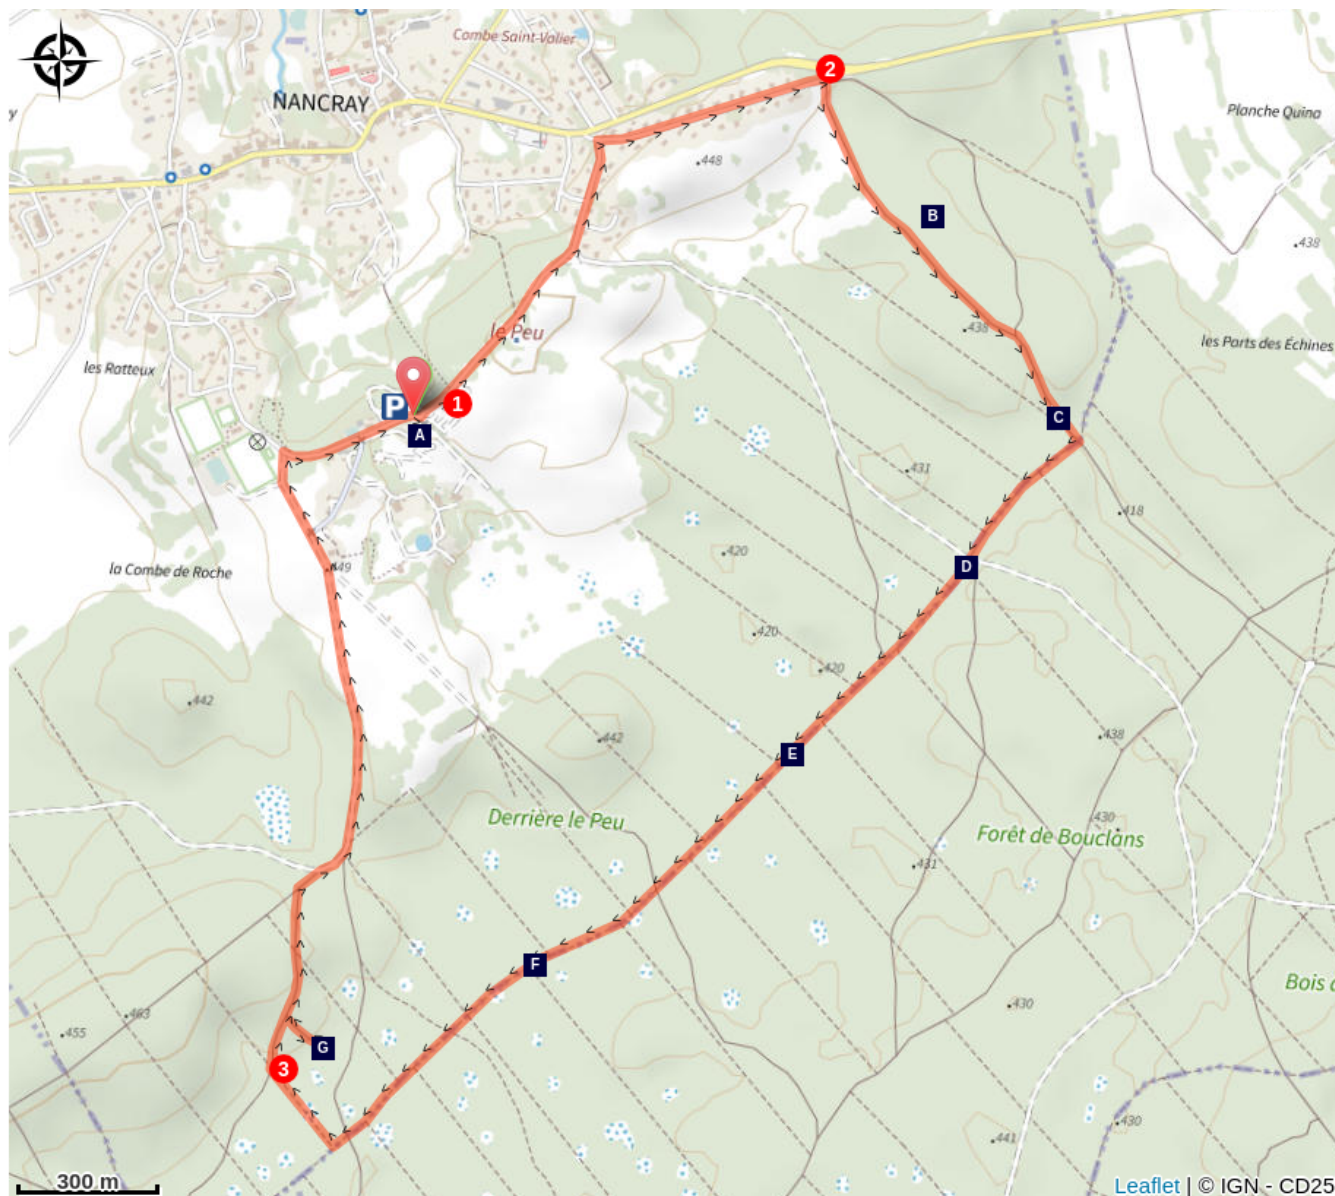 Combe Saint-Valier
2
NANCRAY
Planche Quina
448
B
438
438
le Peu
les Parts des Échines
les Ratteux
P
1
A
C
431
418
420
449
D
la Combe de Roche
420
420
442
442
E
438
Derrière le Peu
430
Forêt de Bouclans
431
F
Bois
463
430
455
G
3
430
441
300 m
Leaflet | © IGN - CD25